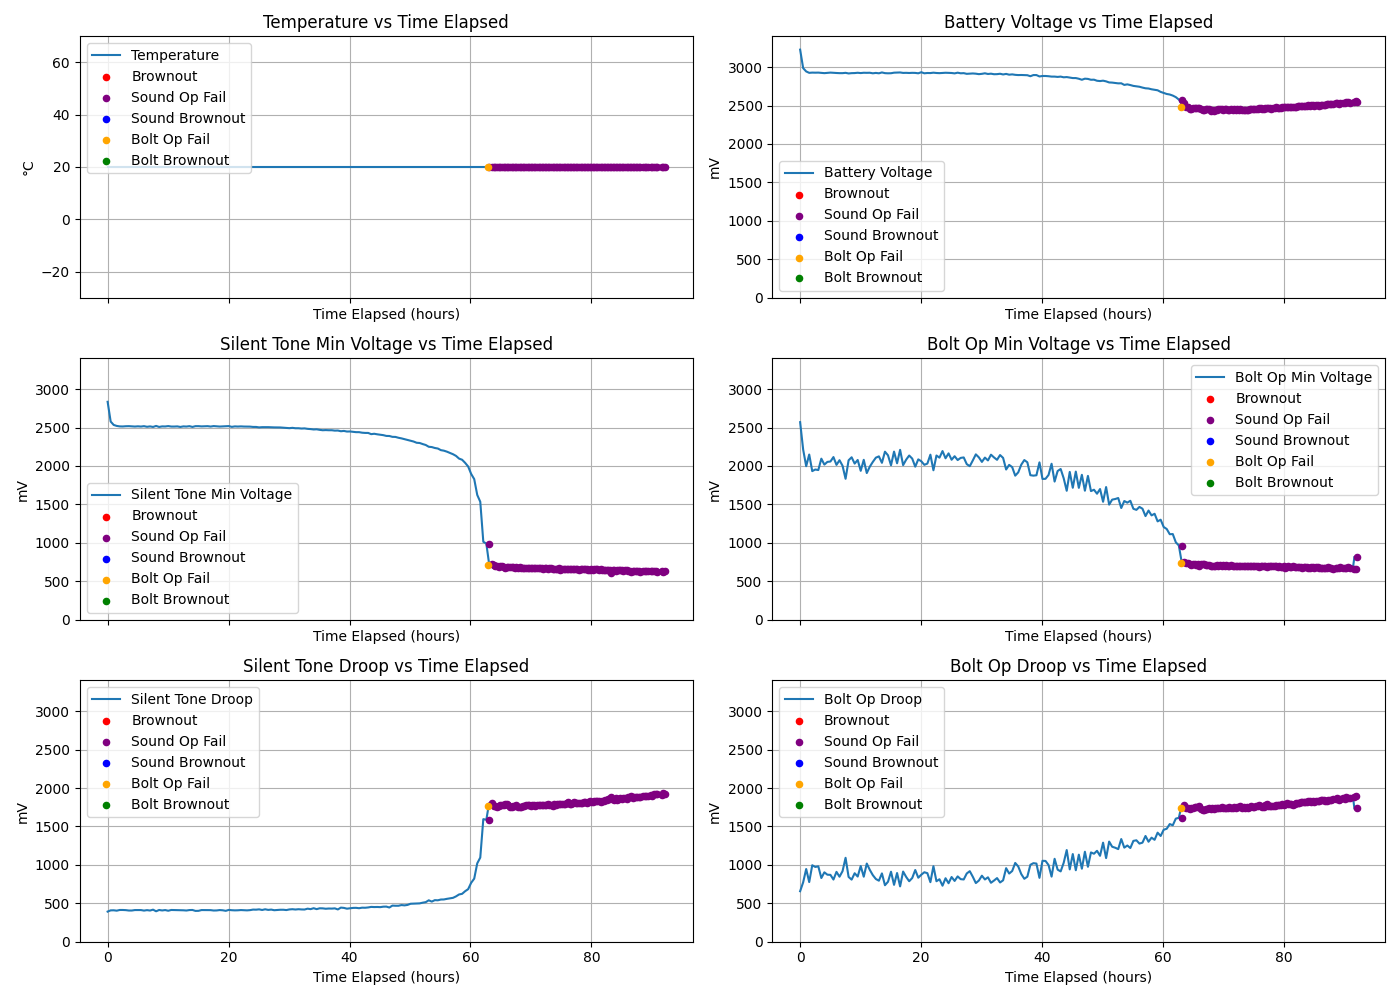 Temperature vs Time Elapsed
60
40
20
0
−20
°C
Temperature
Brownout
Sound Op Fail
Sound Brownout
Bolt Op Fail
Bolt Brownout
Time Elapsed (hours)
Battery Voltage vs Time Elapsed
3000
2500
2000
1500
1000
500
0
mV
Battery Voltage
Brownout
Sound Op Fail
Sound Brownout
Bolt Op Fail
Bolt Brownout
Time Elapsed (hours)
Silent Tone Min Voltage vs Time Elapsed
3000
2500
2000
1500
1000
500
0
mV
Silent Tone Min Voltage
Brownout
Sound Op Fail
Sound Brownout
Bolt Op Fail
Bolt Brownout
Time Elapsed (hours)
Bolt Op Min Voltage vs Time Elapsed
3000
2500
2000
1500
1000
500
0
mV
Bolt Op Min Voltage
Brownout
Sound Op Fail
Sound Brownout
Bolt Op Fail
Bolt Brownout
Time Elapsed (hours)
Silent Tone Droop vs Time Elapsed
3000
2500
2000
1500
1000
500
0
mV
Silent Tone Droop
Brownout
Sound Op Fail
Sound Brownout
Bolt Op Fail
Bolt Brownout
0 20 40 60 80
Time Elapsed (hours)
Bolt Op Droop vs Time Elapsed
3000
2500
2000
1500
1000
500
0
mV
Bolt Op Droop
Brownout
Sound Op Fail
Sound Brownout
Bolt Op Fail
Bolt Brownout
0 20 40 60 80
Time Elapsed (hours)